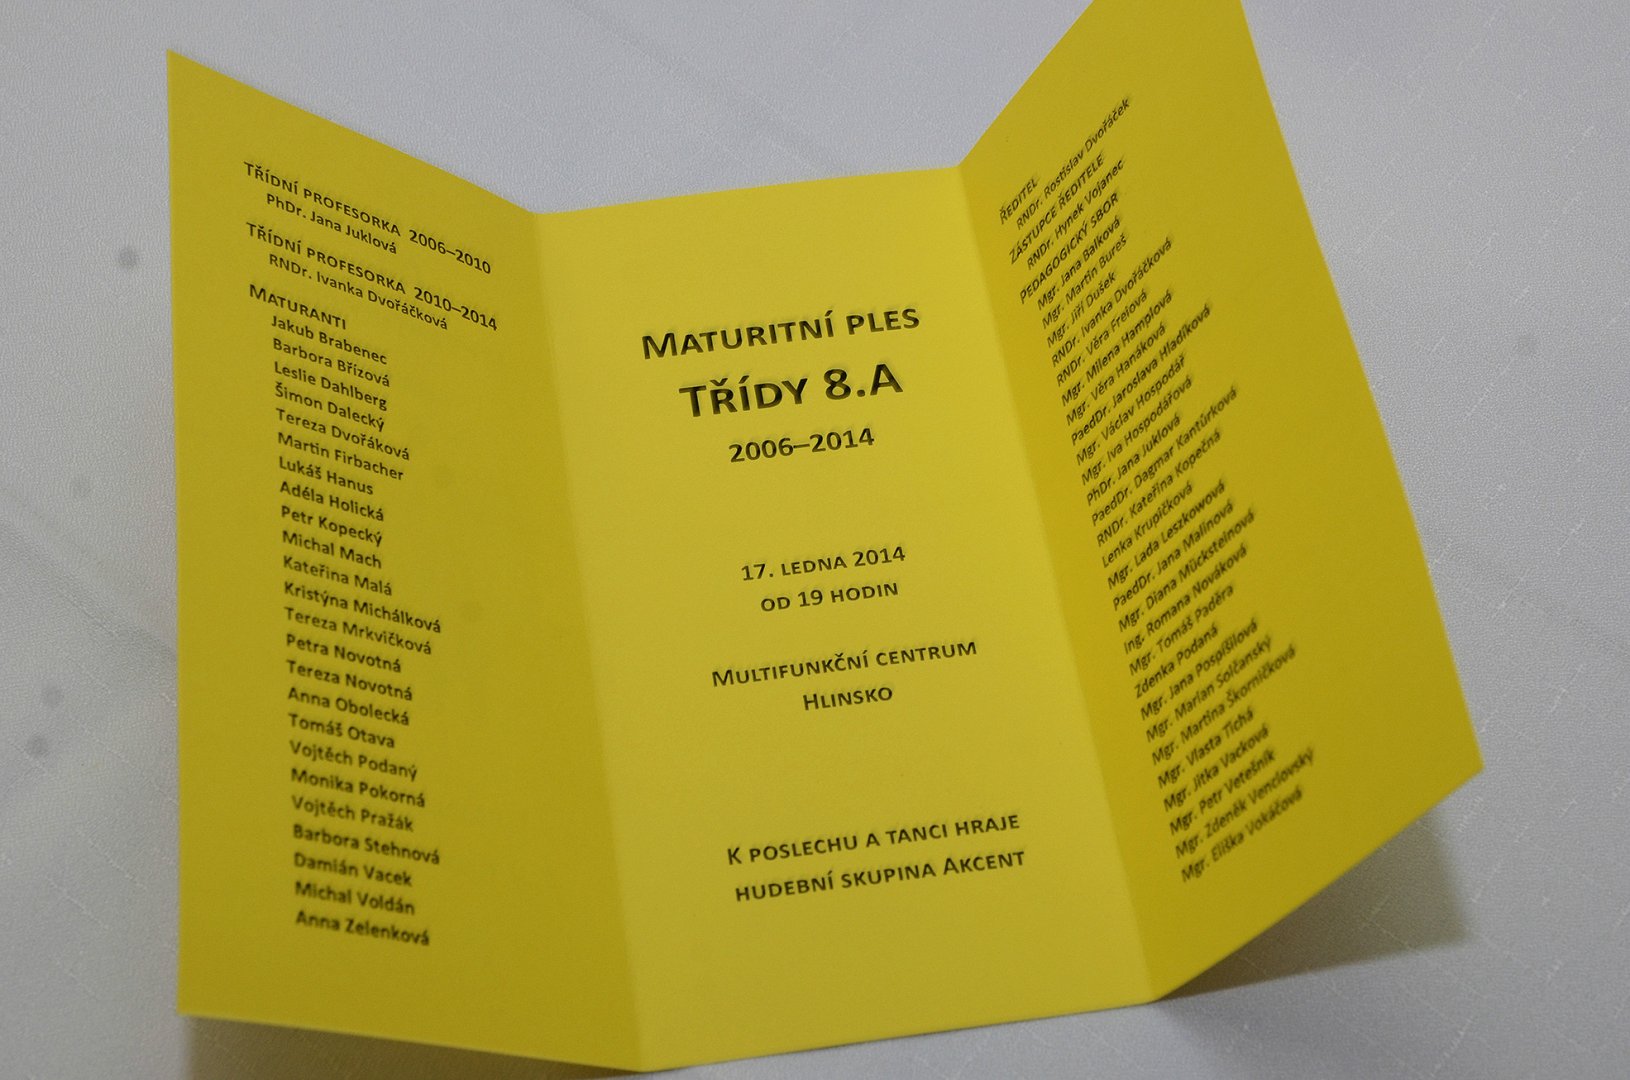 Třídní profesorka 2006–2010
PhDr. Jana Juklová
Třídní profesorka 2010–2014
RNDr. Ivanka Dvořáčková
Maturanti
Jakub Brabenec
Barbora Břízová
Leslie Dahlberg
Šimon Dalecký
Tereza Dvořáková
Martin Firbacher
Lukáš Hanus
Adéla Holická
Petr Kopecký
Michal Mach
Kateřina Malá
Kristýna Michálková
Tereza Mrkvičková
Petra Novotná
Tereza Novotná
Anna Obolecká
Tomáš Otava
Vojtěch Podaný
Monika Pokorná
Vojtěch Pražák
Barbora Stehnová
Damián Vacek
Michal Voldán
Anna Zelenková
Maturitní ples
třídy 8.A
2006–2014
17. ledna 2014
od 19 hodin
Multifunkční centrum
Hlinsko
K poslechu a tanci hraje
hudební skupina Akcent
Ředitel
RNDr. Rostislav Dvořáček
Zástupce ředitele
RNDr. Hynek Vojanec
Pedagogický sbor
Mgr. Jana Balková
Mgr. Martin Bureš
Mgr. Jiří Dušek
RNDr. Ivanka Dvořáčková
RNDr. Věra Freiová
Mgr. Milena Hamplová
Mgr. Věra Hanáková
PaedDr. Jaroslava Hladíková
Mgr. Václav Hospodář
Mgr. Iva Hospodářová
PhDr. Jana Juklová
PaedDr. Dagmar Kantůrková
RNDr. Kateřina Kopečná
Lenka Krupičková
Mgr. Lada Leszkowová
PaedDr. Jana Malinová
Mgr. Diana Mücksteinová
Ing. Romana Nováková
Mgr. Tomáš Paděra
Zdenka Podaná
Mgr. Jana Pospíšilová
Mgr. Marian Solčanský
Mgr. Martina Škorničková
Mgr. Vlasta Tichá
Mgr. Jitka Vacková
Mgr. Petr Vetešník
Mgr. Zdeněk Venclovský
Mgr. Eliška Vokáčová